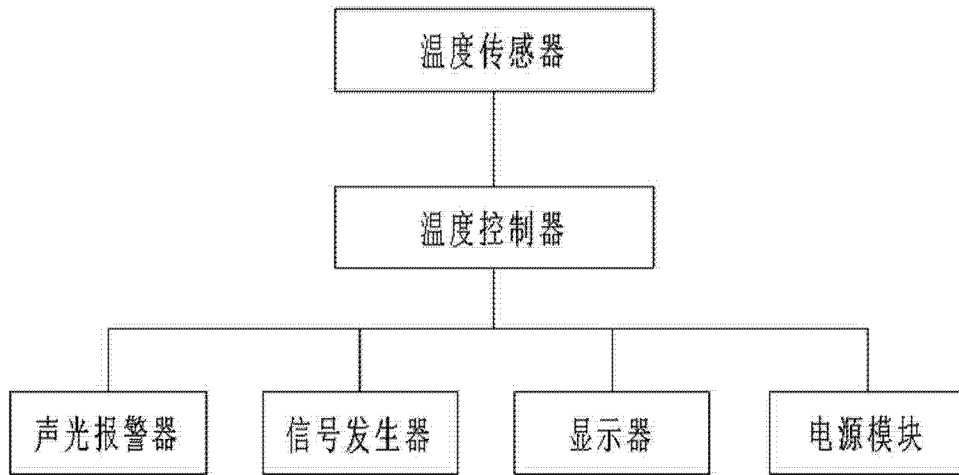 温度传感器
温度控制器
声光报警器
信号发生器
显示器
电源模块